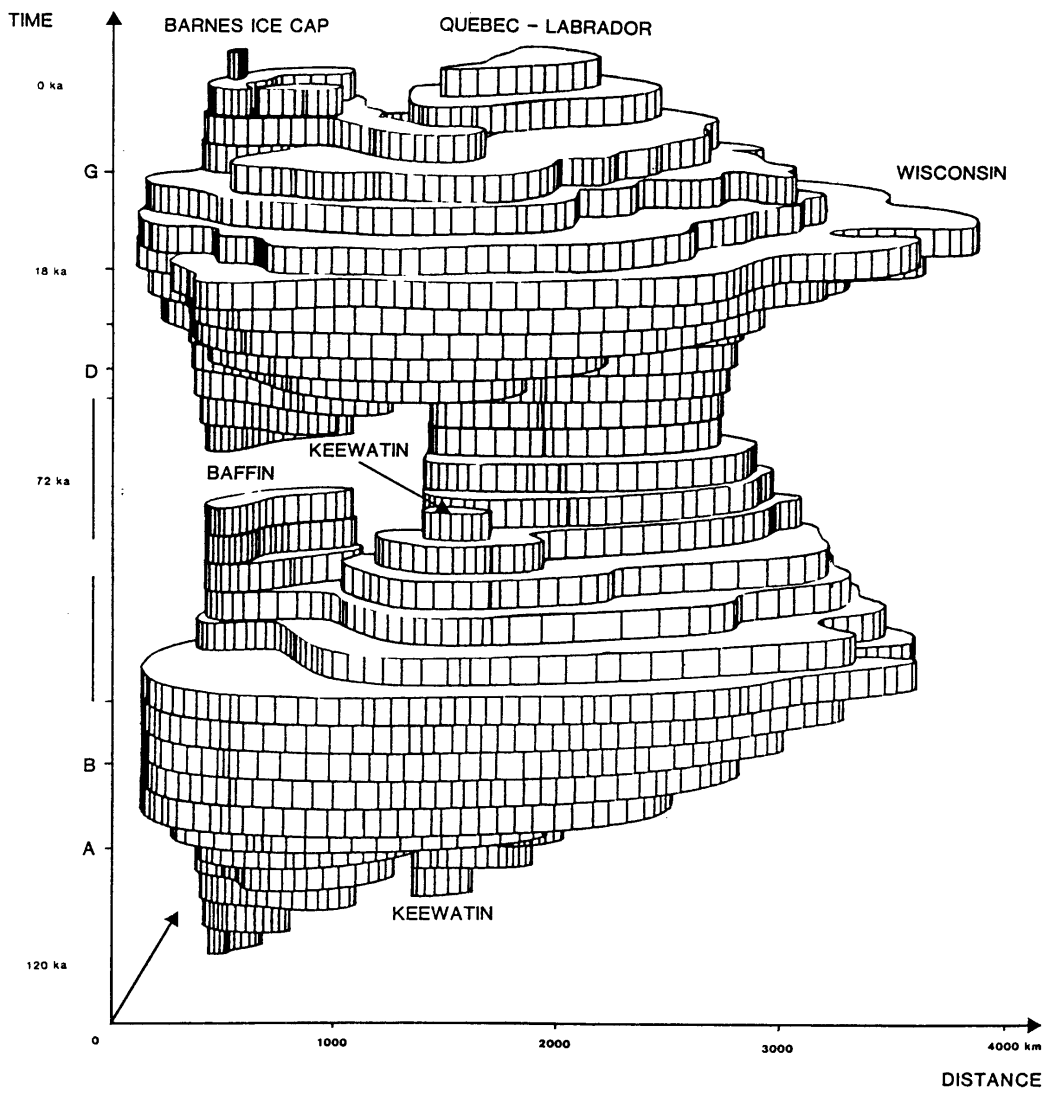 TIME
BARNES ICE CAP
QUEBEC - LABRADOR
0 ka
G
WISCONSIN
18 ka
D
KEEWATIN
BAFFIN
72 ka
B
A
KEEWATIN
120 ka
0
1000
2000
3000
4000 km
DISTANCE